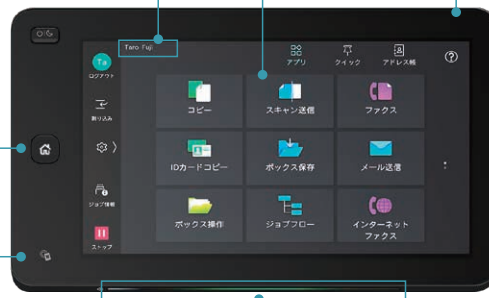 Taro Fuji
Ta
ログアウト
アプリ
クイック
アドレス帳
割り込み
コピー
スキャン送信
ファクス
IDカードコピー
ボックス保存
メール送信
ジョブ情報
ボックス操作
ジョブフロー
インターネット
ファクス
ストップ